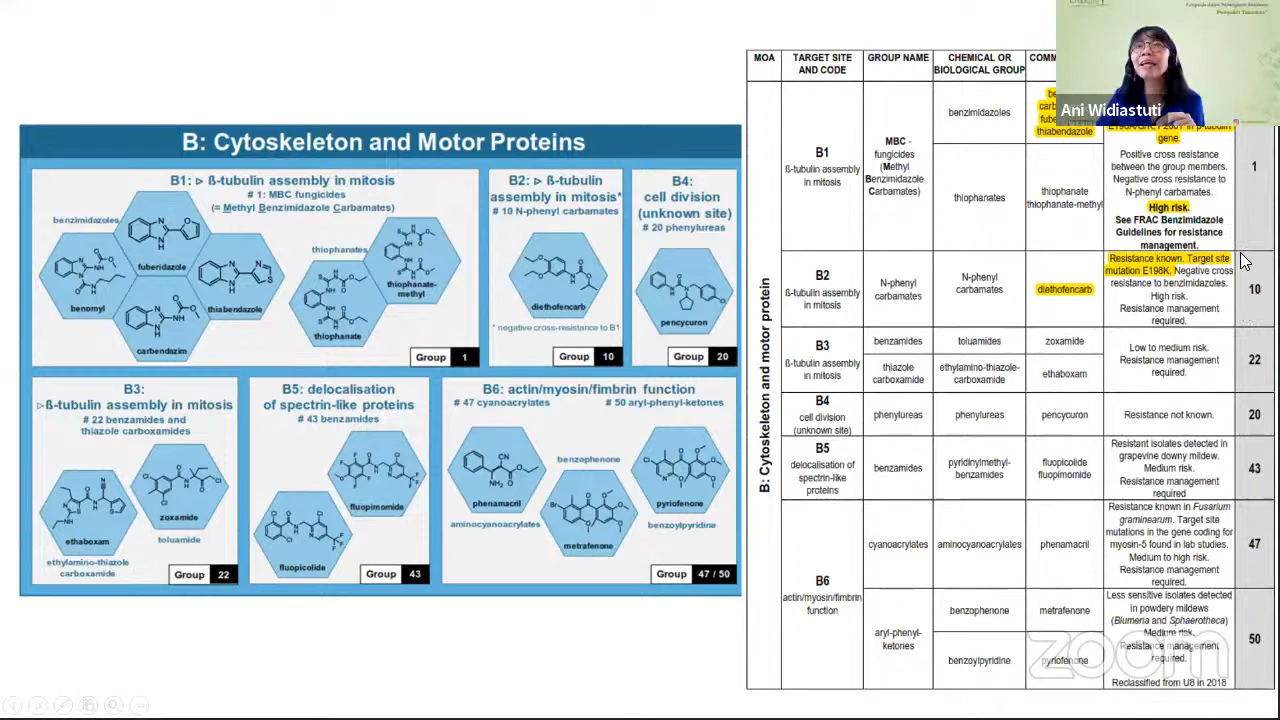 B: Cytoskeleton and Motor Proteins
B1: ▷ ß-tubulin assembly in mitosis
# 1: MBC fungicides
(= Methyl Benzimidazole Carbamates)
benzimidazoles
fuberidazole
benomyl
thiabendazole
carbendazim
thiophanates
thiophanate-
methyl
thiophanate
Group 1
B2: ▷ ß-tubulin
assembly in mitosis*
# 10 N-phenyl carbamates
diethofencarb
* negative cross-resistance to B1
Group 10
B4:
cell division
(unknown site)
# 20 phenylureas
pencycuron
Group 20
B3:
▷ß-tubulin assembly in mitosis
# 22 benzamides and
thiazole carboxamides
zoxamide
toluamide
ethaboxam
ethylamino-thiazole
carboxamide
Group 22
B5: delocalisation
of spectrin-like proteins
# 43 benzamides
fluopimomide
fluopicolide
Group 43
B6: actin/myosin/fimbrin function
# 47 cyanoacrylates
# 50 aryl-phenyl-ketones
phenamacril
aminocyanoacrylates
benzophenone
metrafenone
pyriofenone
benzoylpyridine
Group 47 / 50
MOA
TARGET SITE
AND CODE
GROUP NAME
CHEMICAL OR
BIOLOGICAL GROUP
B: Cytoskeleton and motor protein
B1
ß-tubulin assembly
in mitosis
MBC -
fungicides
(Methyl
Benzimidazole
Carbamates)
benzimidazoles
thiabendazole
thiophanates
thiophanate
thiophanate-methyl
gene.
Positive cross resistance
between the group members.
Negative cross resistance to
N-phenyl carbamates.
High risk.
See FRAC Benzimidazole
Guidelines for resistance
management.
1
B2
ß-tubulin assembly
in mitosis
N-phenyl
carbamates
N-phenyl
carbamates
diethofencarb
Resistance known. Target site
mutation E198K. Negative cross
resistance to benzimidazoles.
High risk.
Resistance management
required.
10
B3
ß-tubulin assembly
in mitosis
benzamides
toluamides
zoxamide
thiazole
carboxamide
ethylamino-thiazole-
carboxamide
ethaboxam
Low to medium risk.
Resistance management
required.
22
B4
cell division
(unknown site)
phenylureas
phenylureas
pencycuron
Resistance not known.
20
B5
delocalisation of
spectrin-like
proteins
benzamides
pyridinylmethyl-
benzamides
fluopicolide
fluopimomide
Resistant isolates detected in
grapevine downy mildew.
Medium risk.
Resistance management
required
43
B6
actin/myosin/fimbrin
function
cyanoacrylates
aminocyanoacrylates
phenamacril
Resistance known in Fusarium
graminearum. Target site
mutations in the gene coding for
myosin-5 found in lab studies.
Medium to high risk.
Resistance management
required.
47
aryl-phenyl-
ketones
benzophenone
metrafenone
benzoylpyridine
pyriofenone
Less sensitive isolates detected
in powdery mildews
(Blumeria and Sphaerotheca)
Medium risk.
Resistance management
required.
Reclassified from U8 in 2018
50
Ani Widiastuti
zoom